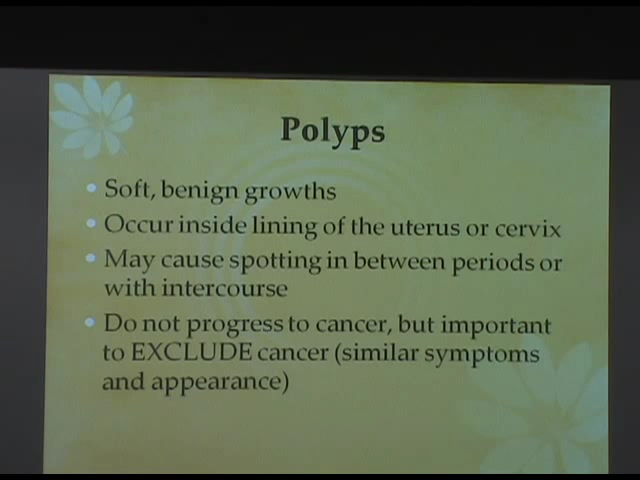 Polyps
• Soft, benign growths
• Occur inside lining of the uterus or cervix
• May cause spotting in between periods or
with intercourse
• Do not progress to cancer, but important
to EXCLUDE cancer (similar symptoms
and appearance)